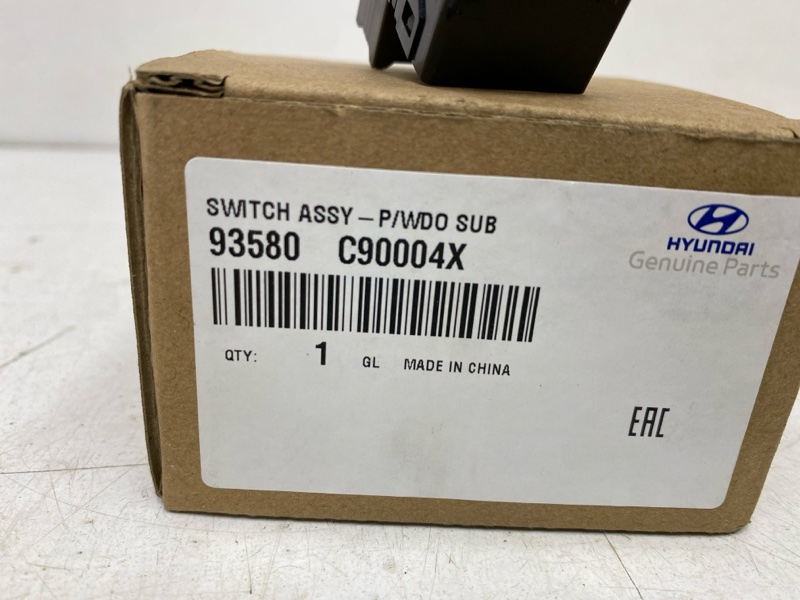 SWITCH ASSY – P/WDO SUB
93580 C90004X
HYUNDAI
Genuine Parts
QTY: 1 GL MADE IN CHINA
EAC